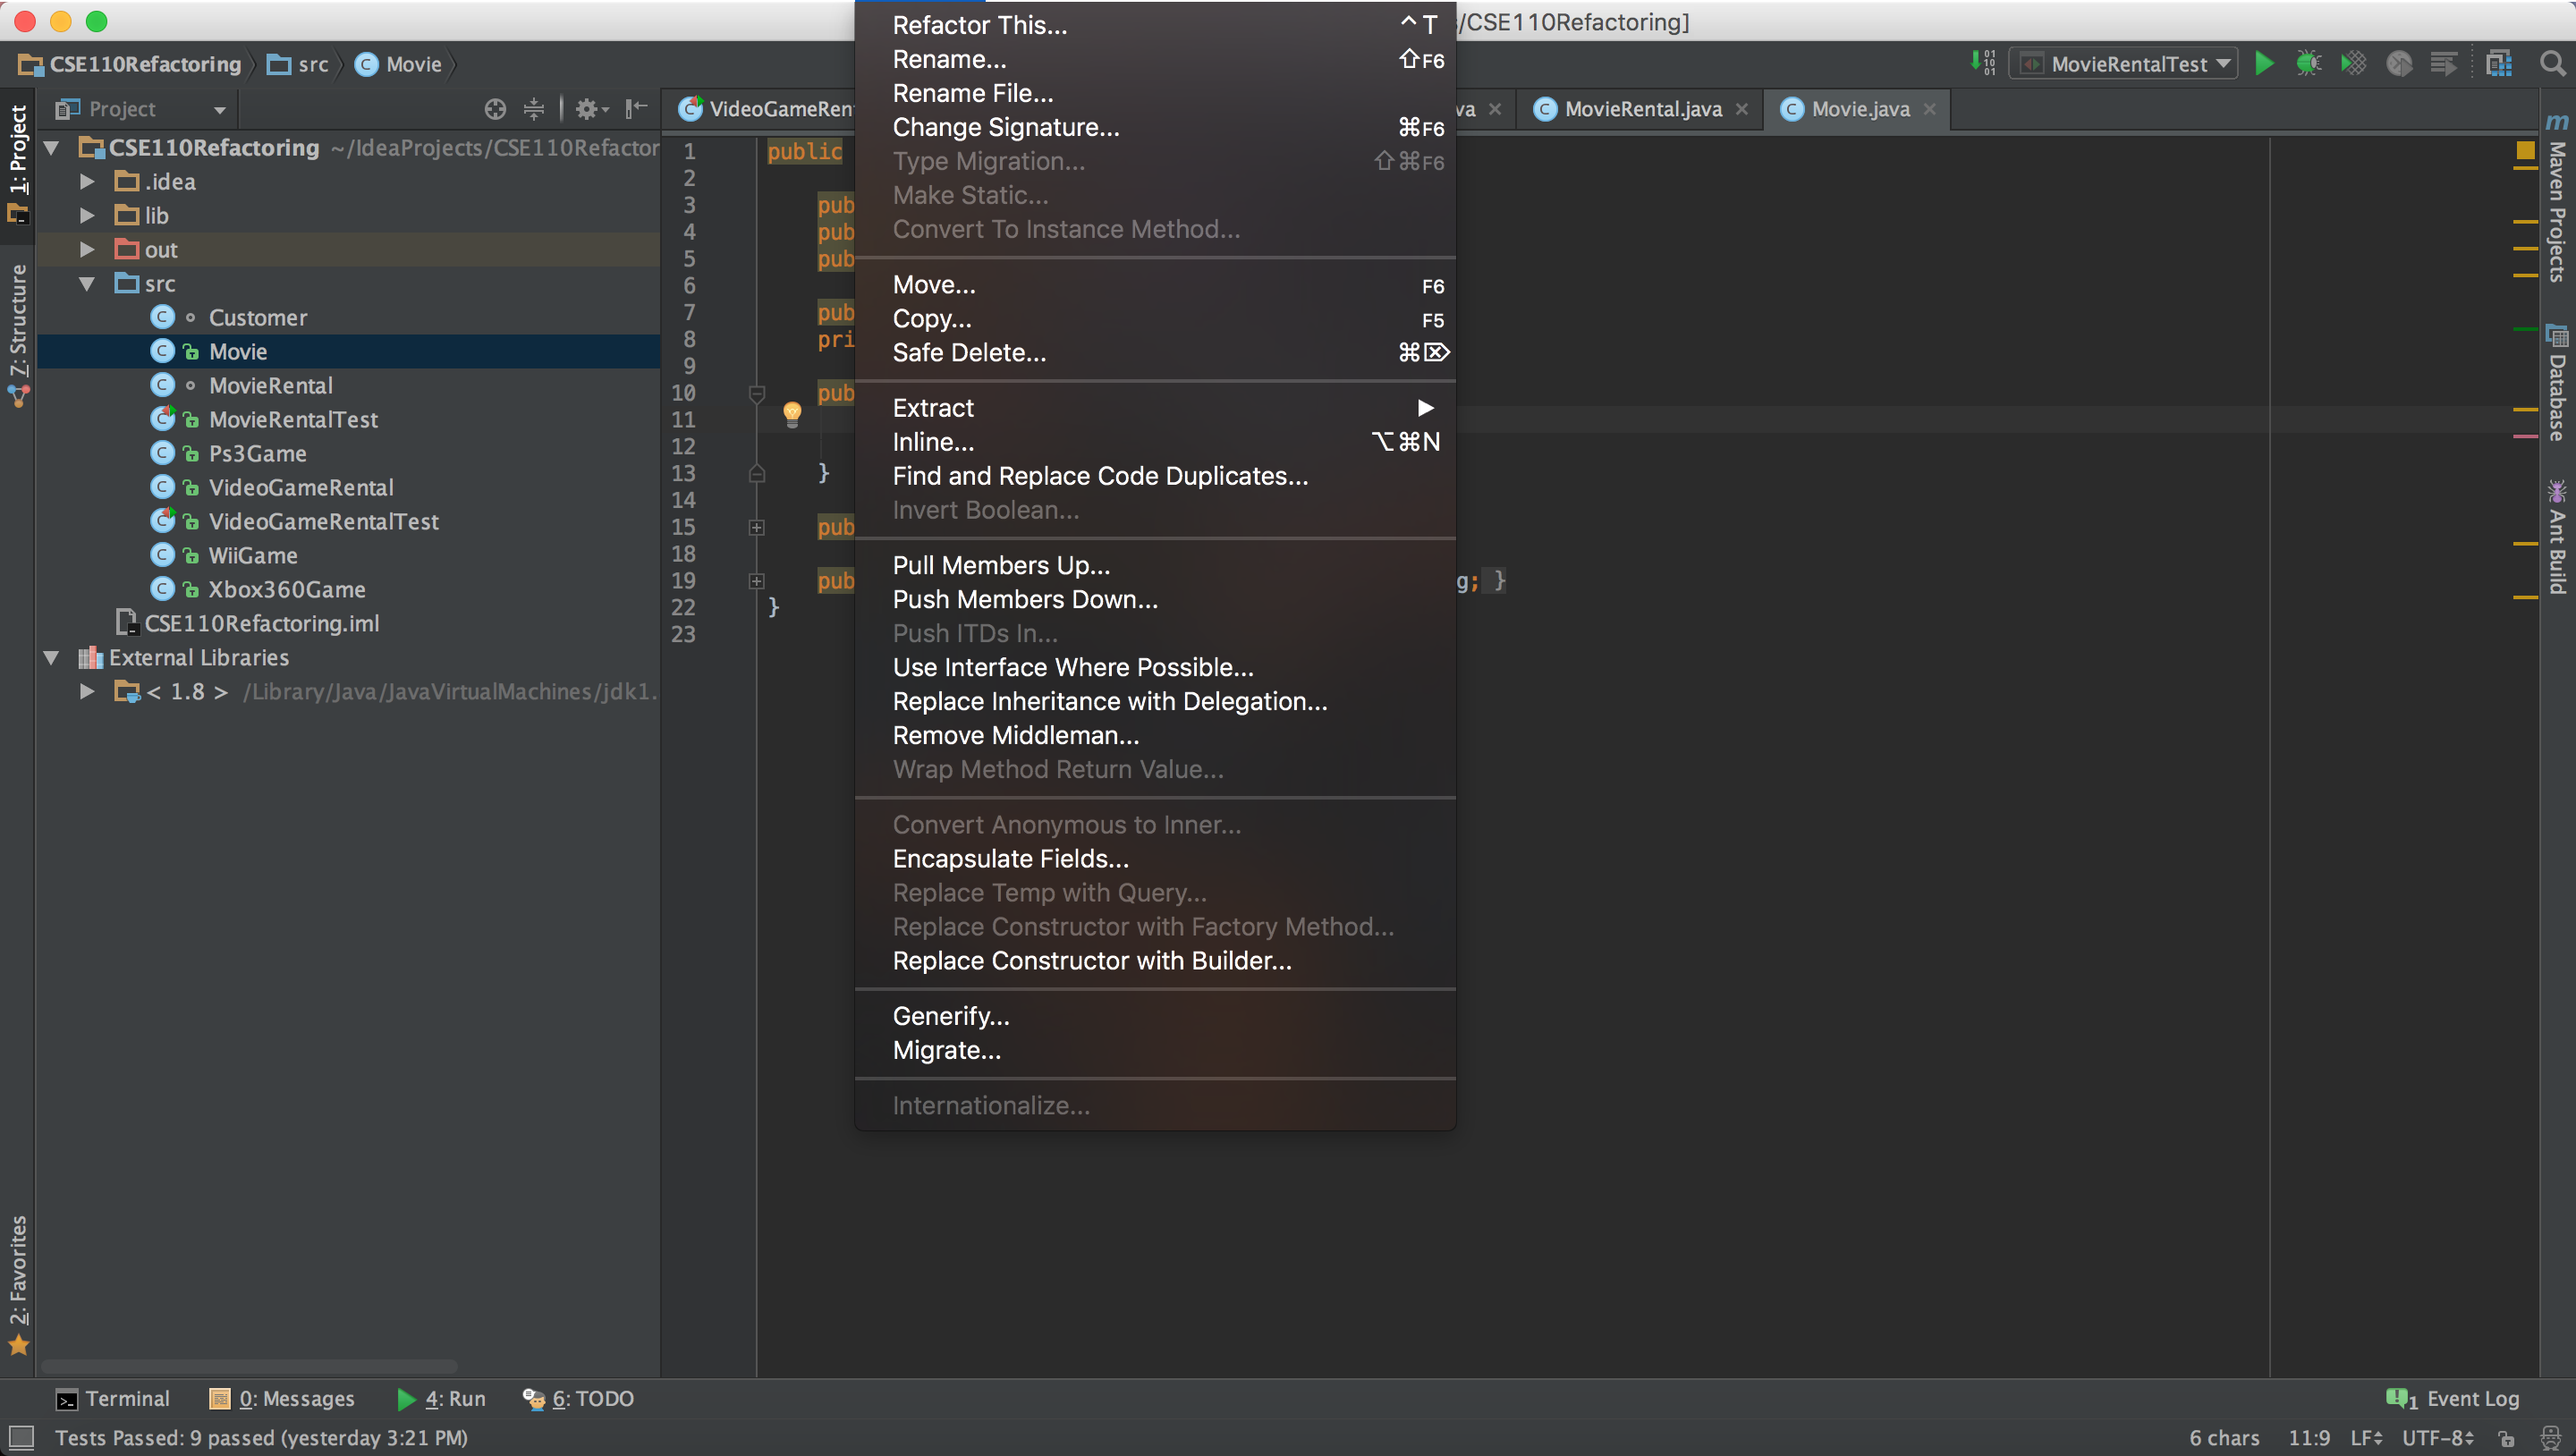 /CSE110Refactoring]
CSE110Refactoring src Movie
MovieRentalTest
Project
VideoGameRen va MovieRental.java Movie.java
CSE110Refactoring ~/IdeaProjects/CSE110Refactor
.idea
lib
out
src
Customer
Movie
MovieRental
MovieRentalTest
Ps3Game
VideoGameRental
VideoGameRentalTest
WiiGame
Xbox360Game
CSE110Refactoring.iml
External Libraries
< 1.8 > /Library/Java/JavaVirtualMachines/jdk1.
1: Project
Z: Structure
2: Favorites
1 public
2
3 pub
4 pub
5 pub
6
7 pub
8 pri
9
10 pub
11
12
13 }
14
15 pub
18
19 pub g; }
22 }
23
Refactor This... ^T
Rename... ⇧F6
Rename File...
Change Signature... ⌘F6
Type Migration... ⇧⌘F6
Make Static...
Convert To Instance Method...
Move... F6
Copy... F5
Safe Delete... ⌘⌦
Extract ▶
Inline... ⌥⌘N
Find and Replace Code Duplicates...
Invert Boolean...
Pull Members Up...
Push Members Down...
Push ITDs In...
Use Interface Where Possible...
Replace Inheritance with Delegation...
Remove Middleman...
Wrap Method Return Value...
Convert Anonymous to Inner...
Encapsulate Fields...
Replace Temp with Query...
Replace Constructor with Factory Method...
Replace Constructor with Builder...
Generify...
Migrate...
Internationalize...
m Maven Projects
Database
Ant Build
Terminal 0: Messages 4: Run 6: TODO 1 Event Log
Tests Passed: 9 passed (yesterday 3:21 PM) 6 chars 11:9 LF UTF-8